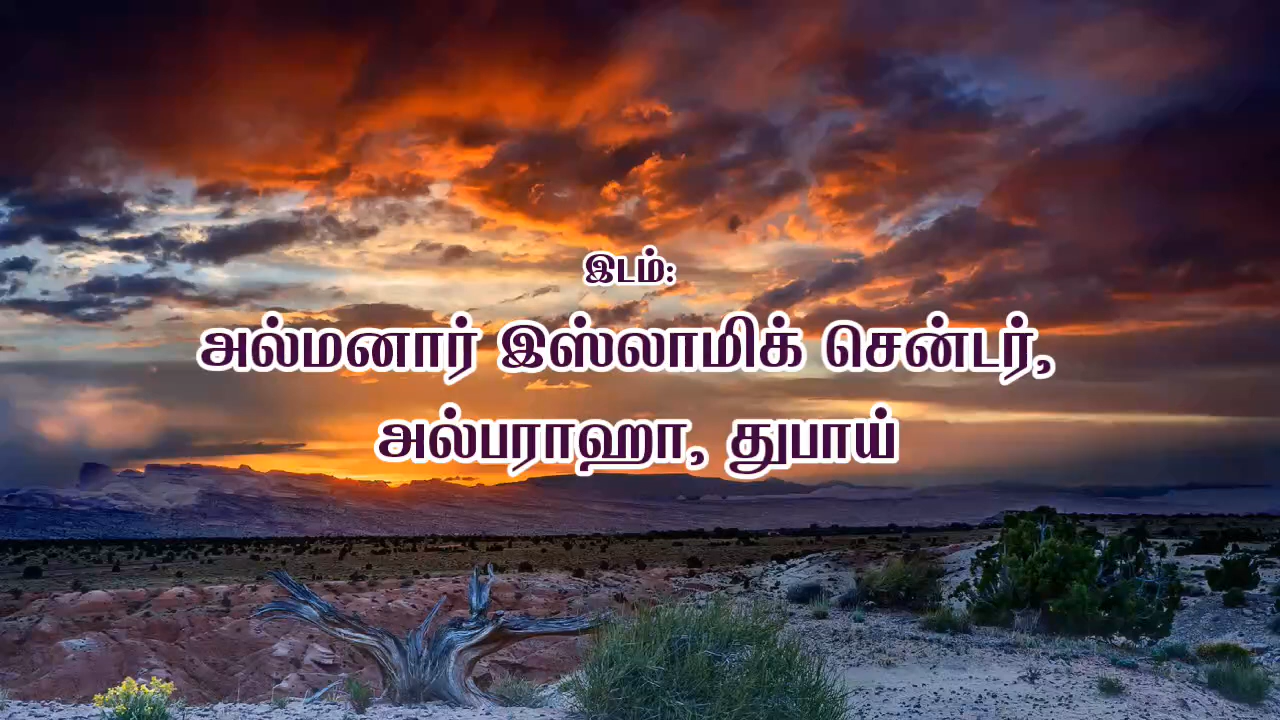 இடம்:
அல்மனார் இஸ்லாமிக் சென்டர்,
அல்பராஹா, துபாய்